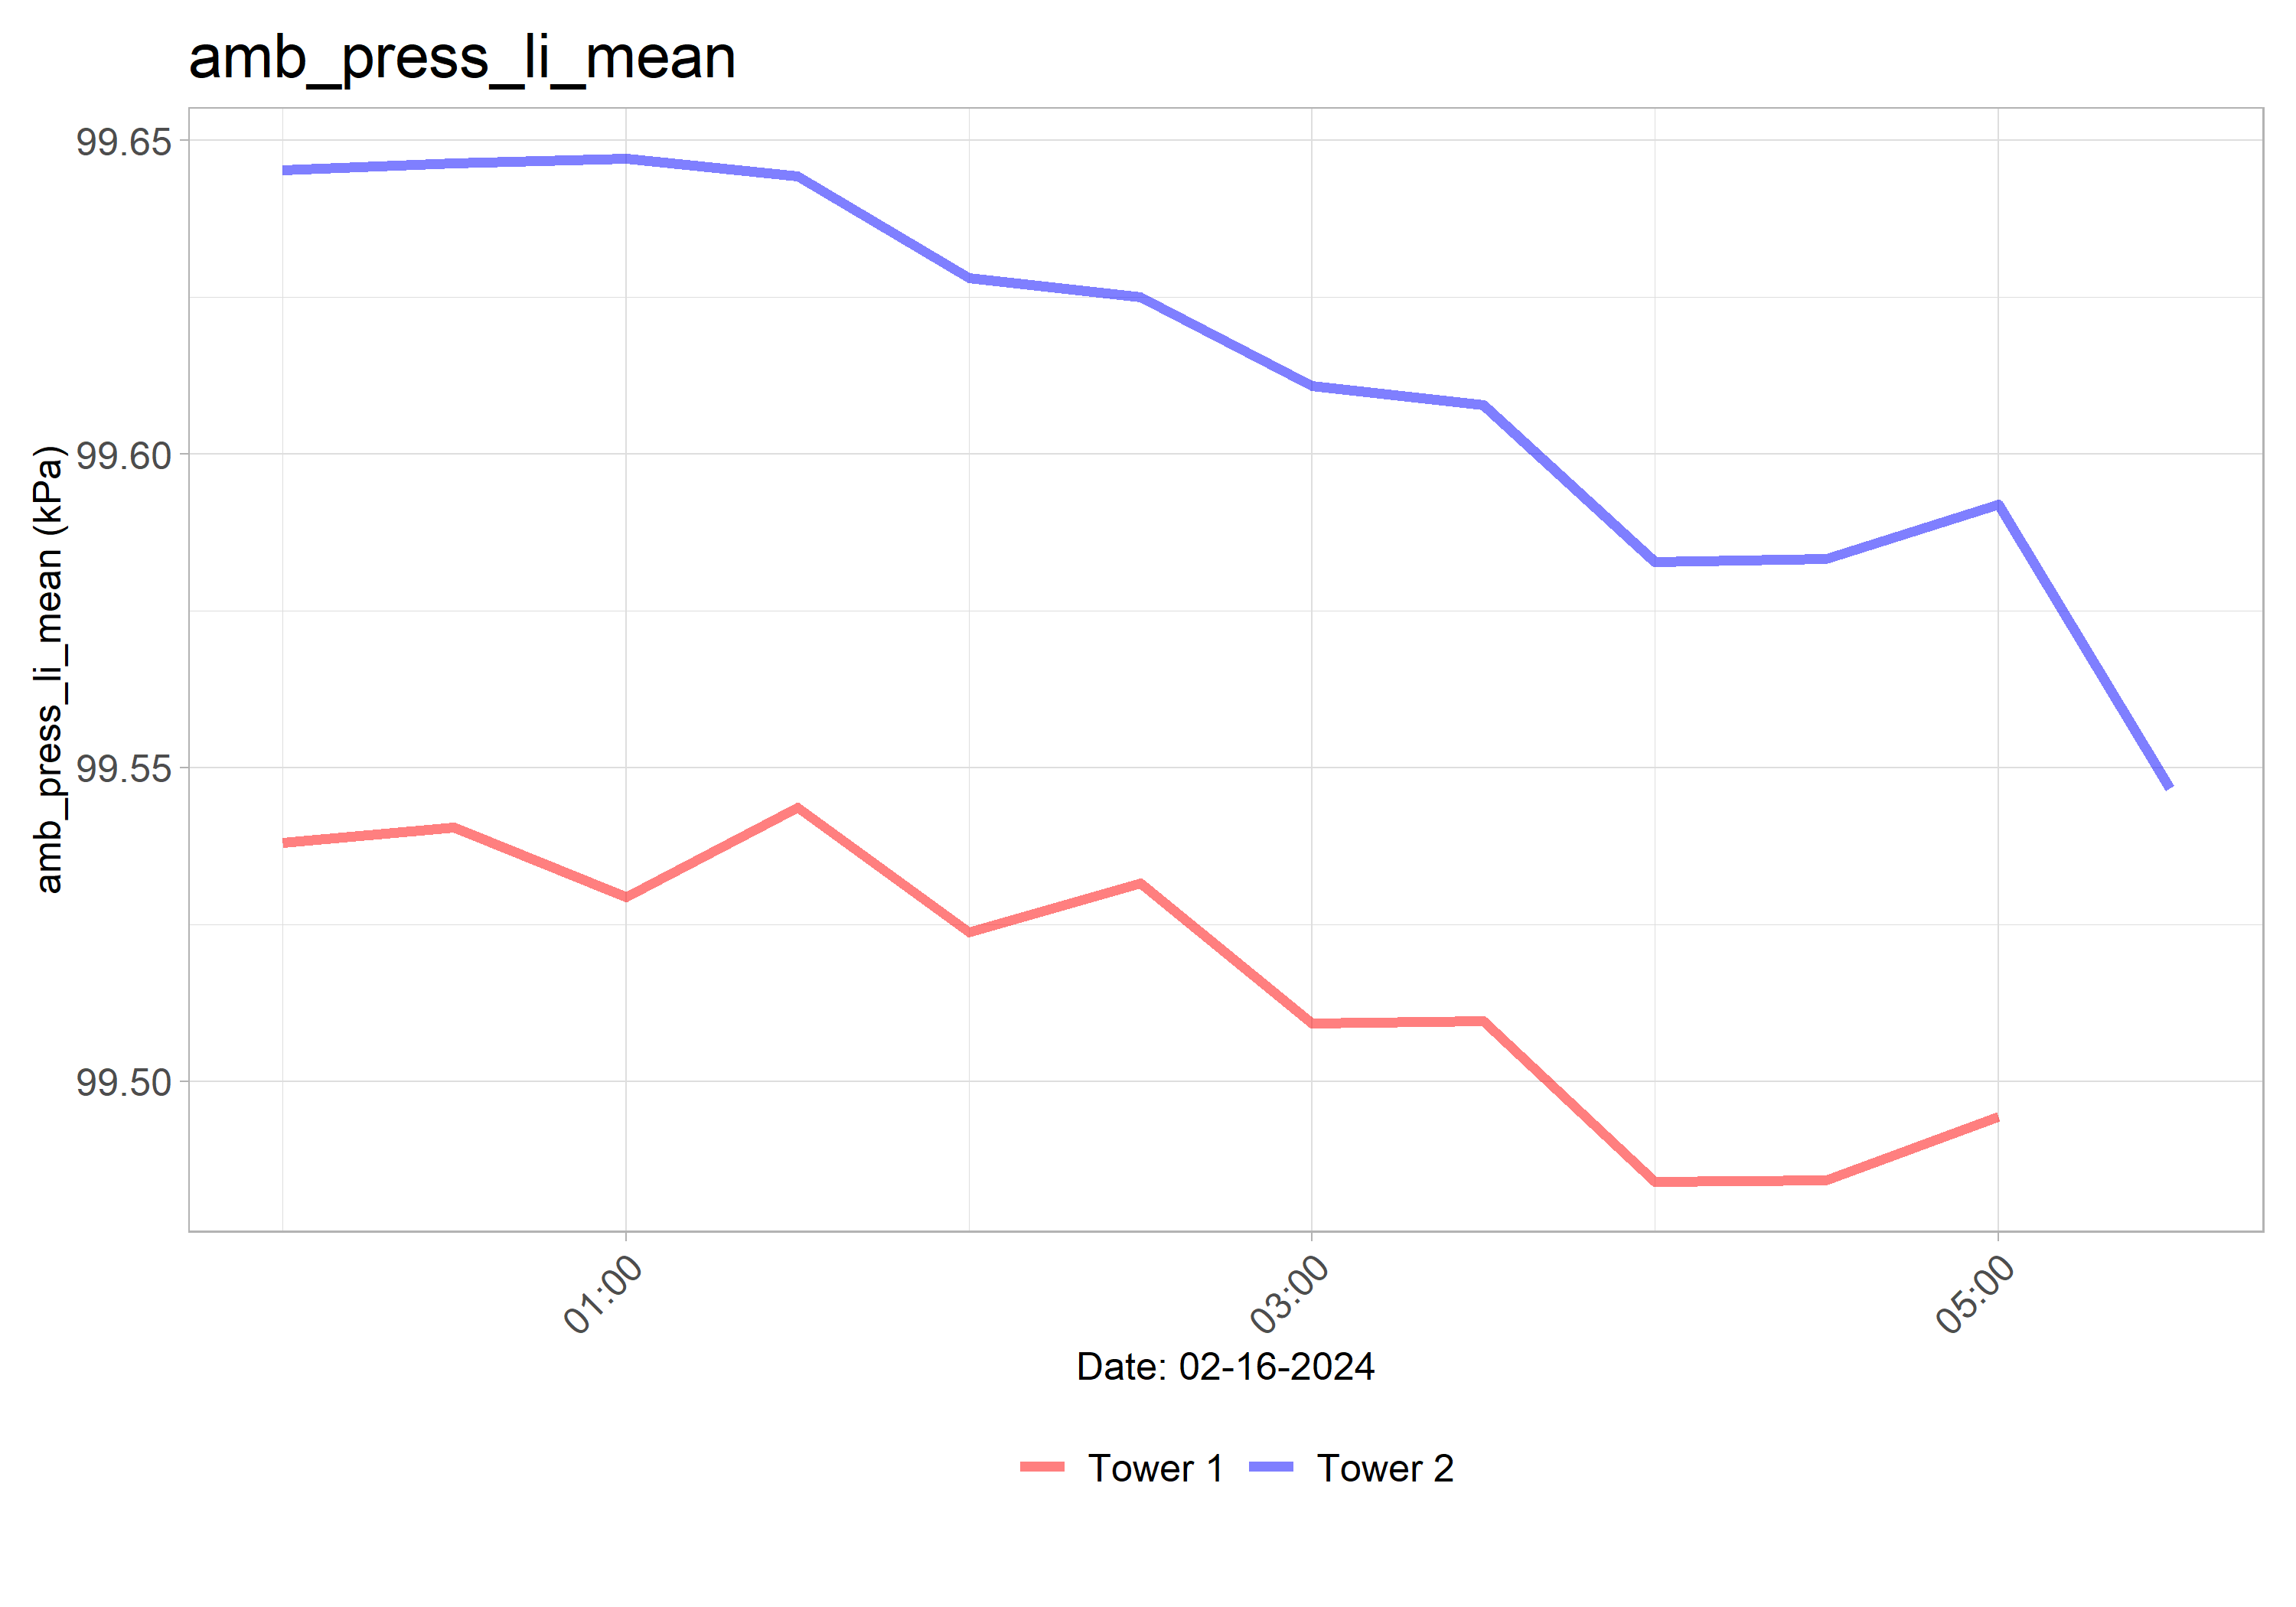 amb_press_li_mean
amb_press_li_mean (kPa)
99.65
99.60
99.55
99.50
01:00
03:00
05:00
Date: 02-16-2024
Tower 1
Tower 2